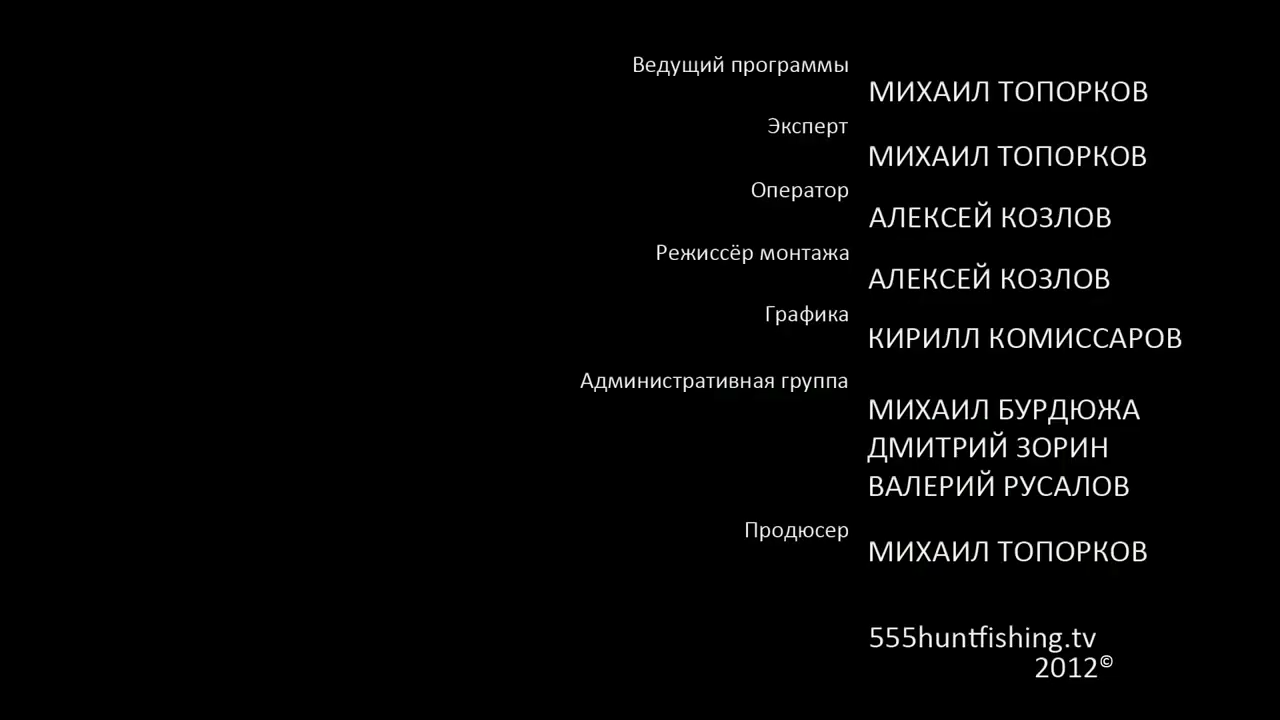 Ведущий программы
МИХАИЛ ТОПОРКОВ
Эксперт
МИХАИЛ ТОПОРКОВ
Оператор
АЛЕКСЕЙ КОЗЛОВ
Режиссёр монтажа
АЛЕКСЕЙ КОЗЛОВ
Графика
КИРИЛЛ КОМИССАРОВ
Административная группа
МИХАИЛ БУРДЮЖА
ДМИТРИЙ ЗОРИН
ВАЛЕРИЙ РУСАЛОВ
Продюсер
МИХАИЛ ТОПОРКОВ
555huntfishing.tv
2012©